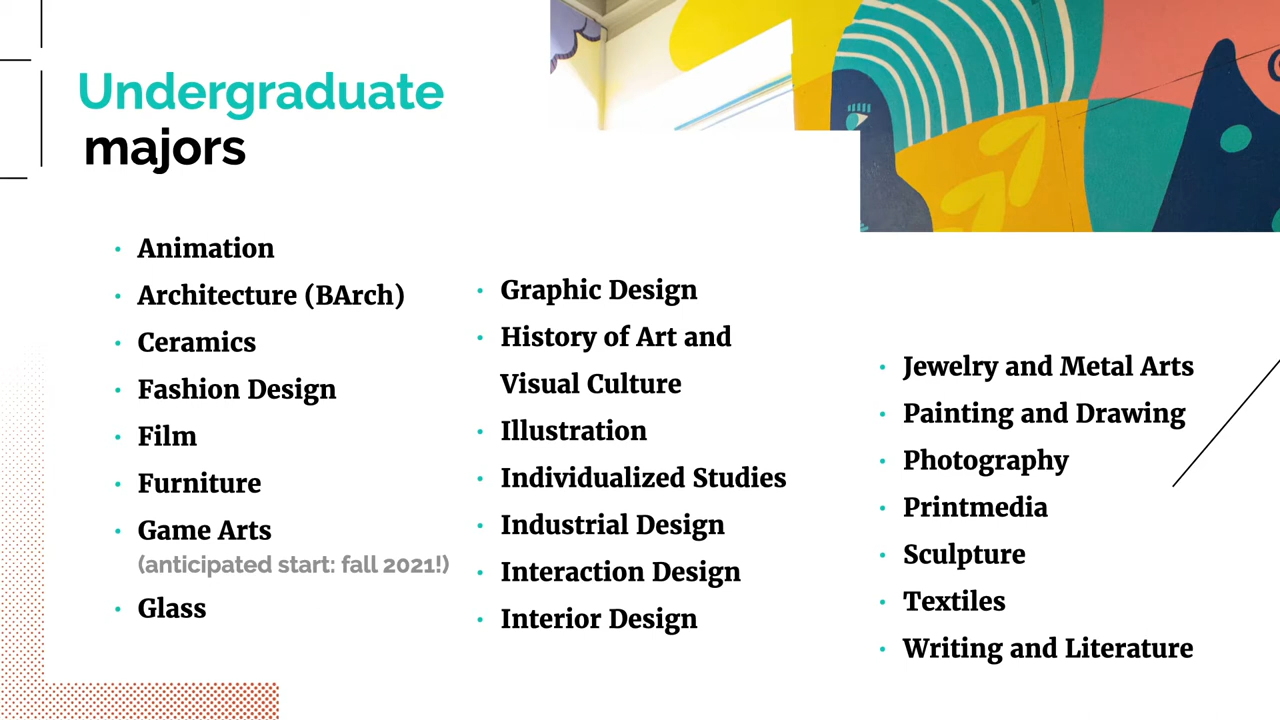 Undergraduate
majors
Animation
Architecture (BArch)
Ceramics
Fashion Design
Film
Furniture
Game Arts
(anticipated start: fall 2021!)
Glass
Graphic Design
History of Art and
Visual Culture
Illustration
Individualized Studies
Industrial Design
Interaction Design
Interior Design
Jewelry and Metal Arts
Painting and Drawing
Photography
Printmedia
Sculpture
Textiles
Writing and Literature